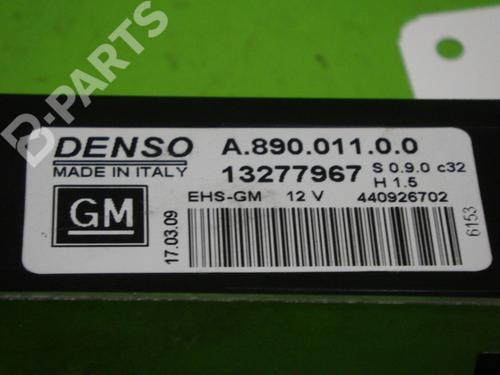 B-PARTS
DENSO
MADE IN ITALY
A.890.011.0.0
13277967
S 0.9.0 c32
H 1.5
GM
17.03.09
EHS-GM 12 V 440926702
6153